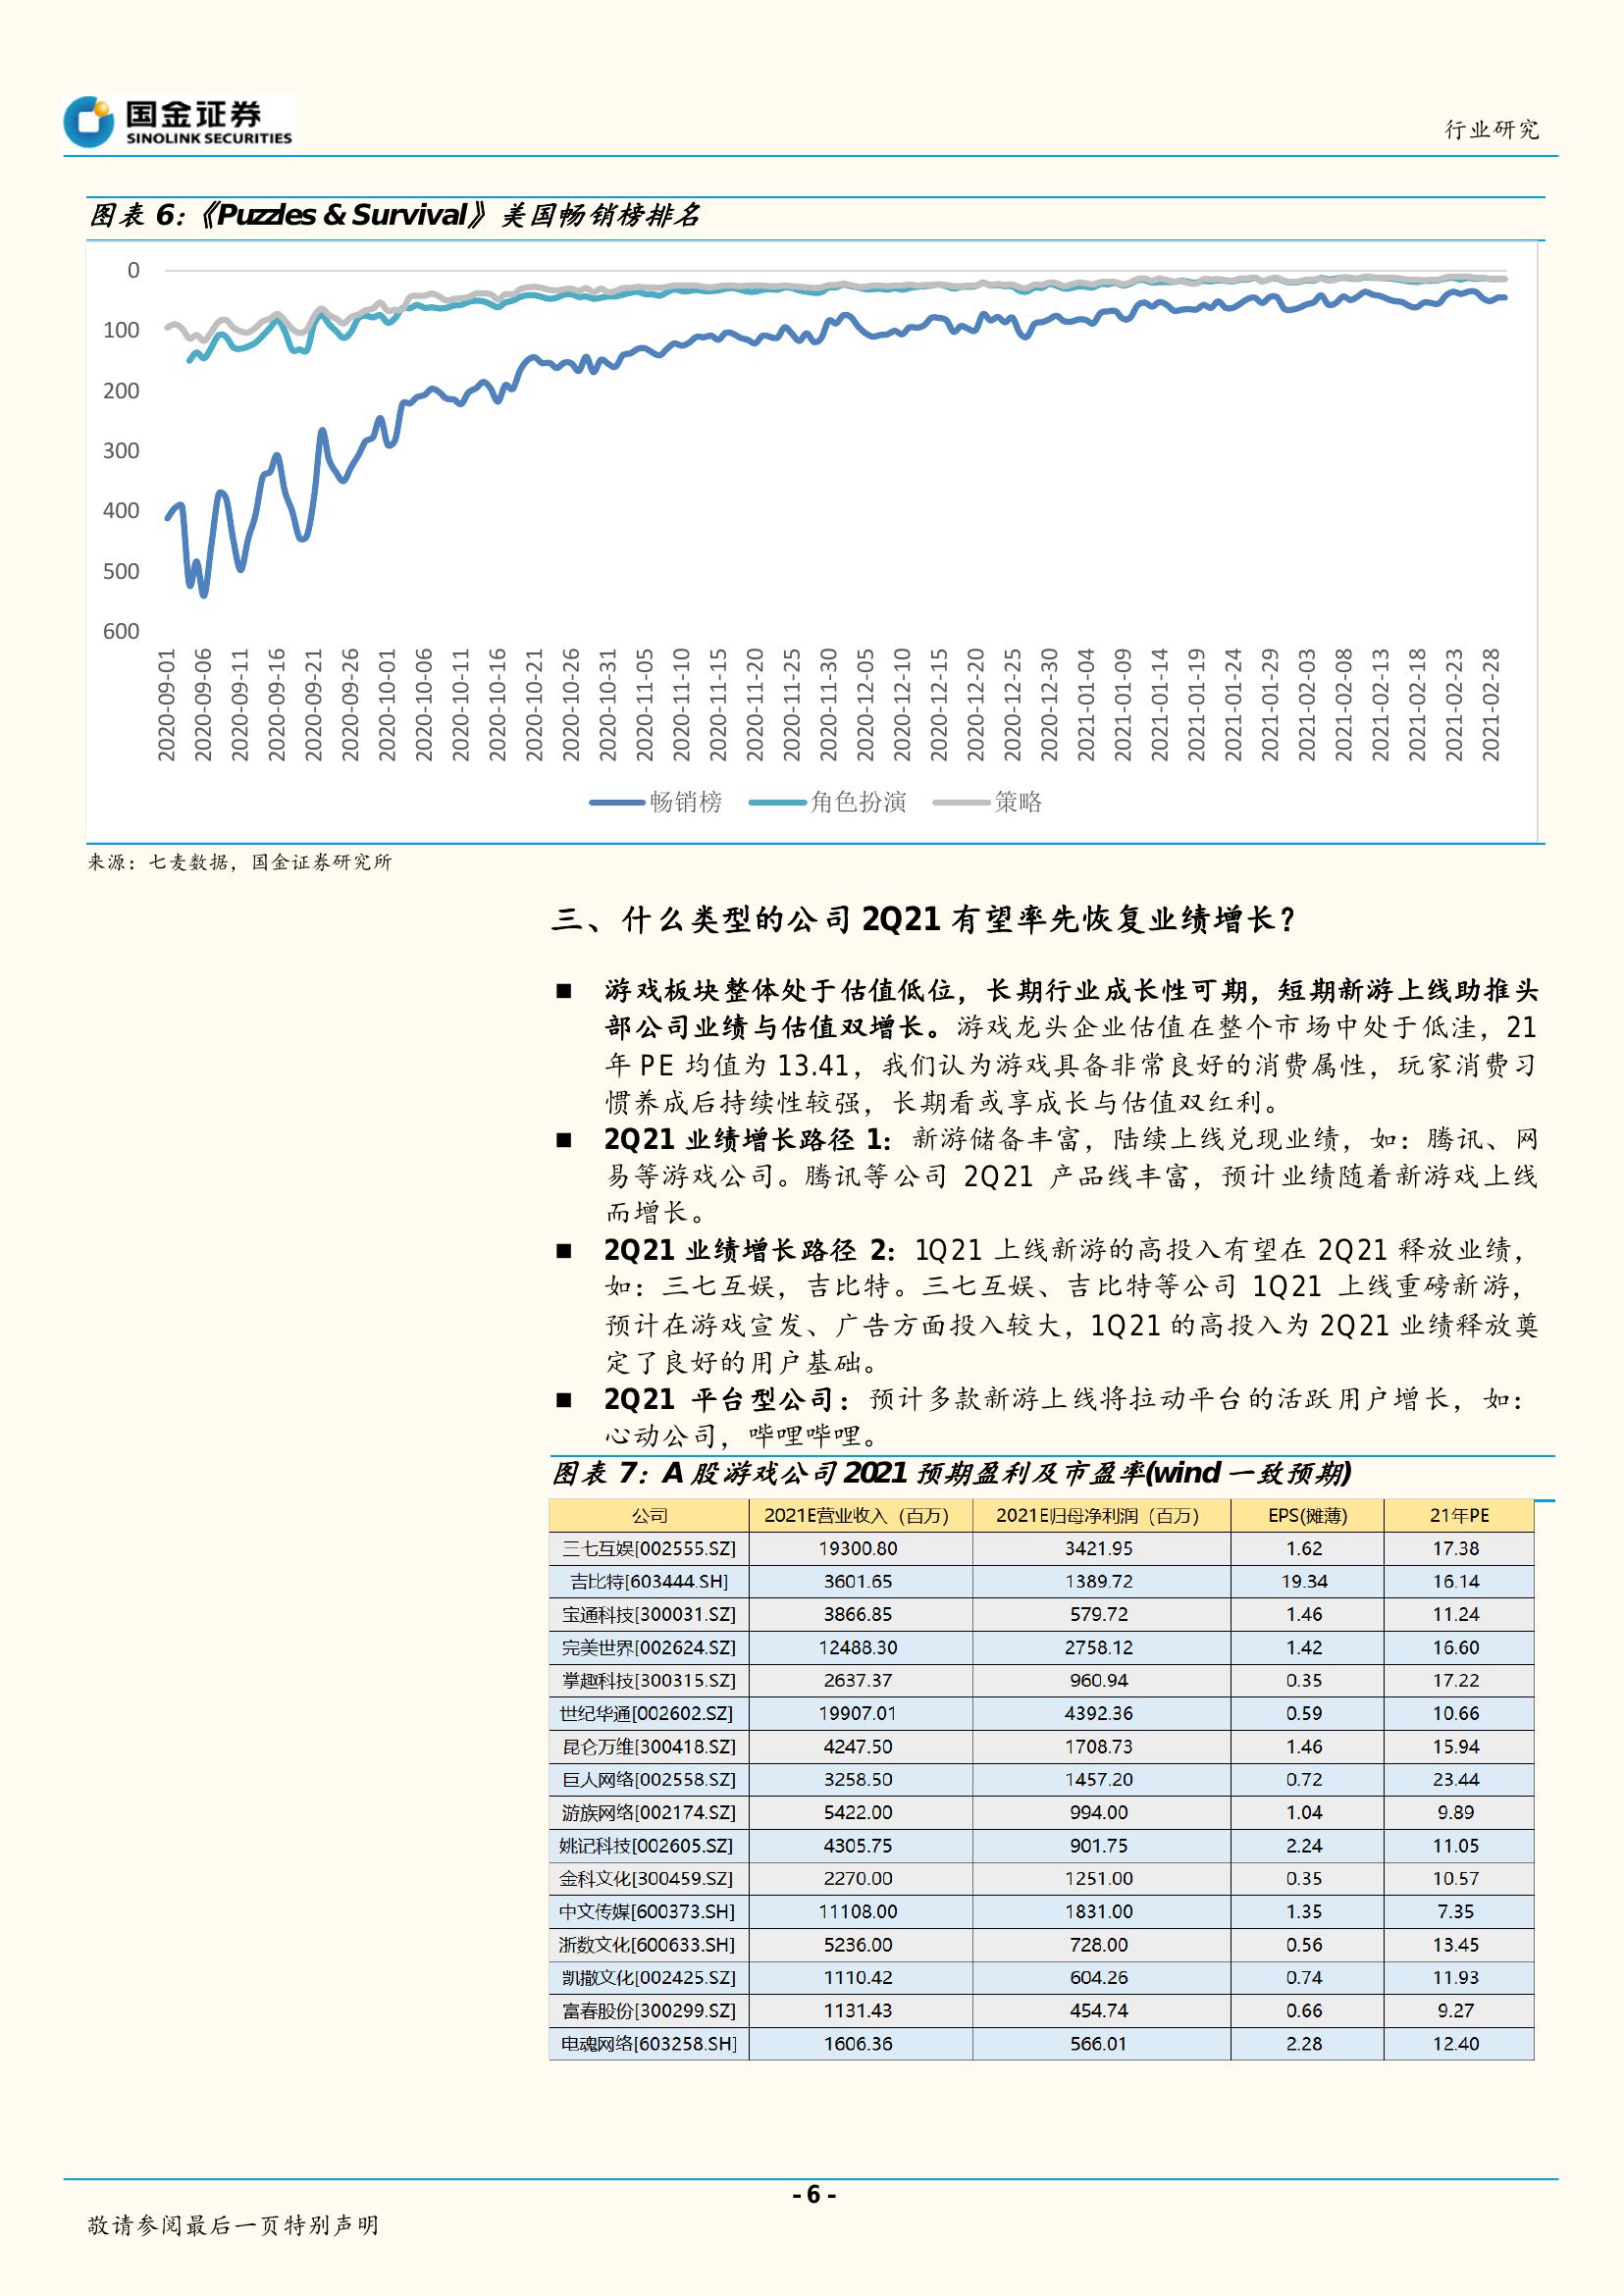 国金证券
SINOLINK SECURITIES
行业研究
图表 6：《Puzzles & Survival》美国畅销榜排名
0
100
200
300
400
500
600
2020-09-01
2020-09-06
2020-09-11
2020-09-16
2020-09-21
2020-09-26
2020-10-01
2020-10-06
2020-10-11
2020-10-16
2020-10-21
2020-10-26
2020-10-31
2020-11-05
2020-11-10
2020-11-15
2020-11-20
2020-11-25
2020-11-30
2020-12-05
2020-12-10
2020-12-15
2020-12-20
2020-12-25
2020-12-30
2021-01-04
2021-01-09
2021-01-14
2021-01-19
2021-01-24
2021-01-29
2021-02-03
2021-02-08
2021-02-13
2021-02-18
2021-02-23
2021-02-28
畅销榜 角色扮演 策略
来源：七麦数据，国金证券研究所
三、什么类型的公司 2Q21 有望率先恢复业绩增长？
■ 游戏板块整体处于估值低位，长期行业成长性可期，短期新游上线助推头
部公司业绩与估值双增长。游戏龙头企业估值在整个市场中处于低洼，21
年 PE 均值为 13.41，我们认为游戏具备非常良好的消费属性，玩家消费习
惯养成后持续性较强，长期看或享成长与估值双红利。
■ 2Q21 业绩增长路径 1：新游储备丰富，陆续上线兑现业绩，如：腾讯、网
易等游戏公司。腾讯等公司 2Q21 产品线丰富，预计业绩随着新游戏上线
而增长。
■ 2Q21 业绩增长路径 2：1Q21 上线新游的高投入有望在 2Q21 释放业绩，
如：三七互娱，吉比特。三七互娱、吉比特等公司 1Q21 上线重磅新游，
预计在游戏宣发、广告方面投入较大，1Q21 的高投入为 2Q21 业绩释放奠
定了良好的用户基础。
■ 2Q21 平台型公司：预计多款新游上线将拉动平台的活跃用户增长，如：
心动公司，哔哩哔哩。
图表 7：A 股游戏公司 2021 预期盈利及市盈率(wind 一致预期)
公司 2021E营业收入（百万） 2021E归母净利润（百万） EPS(摊薄) 21年PE
三七互娱[002555.SZ] 19300.80 3421.95 1.62 17.38
吉比特[603444.SH] 3601.65 1389.72 19.34 16.14
宝通科技[300031.SZ] 3866.85 579.72 1.46 11.24
完美世界[002624.SZ] 12488.30 2758.12 1.42 16.60
掌趣科技[300315.SZ] 2637.37 960.94 0.35 17.22
世纪华通[002602.SZ] 19907.01 4392.36 0.59 10.66
昆仑万维[300418.SZ] 4247.50 1708.73 1.46 15.94
巨人网络[002558.SZ] 3258.50 1457.20 0.72 23.44
游族网络[002174.SZ] 5422.00 994.00 1.04 9.89
姚记科技[002605.SZ] 4305.75 901.75 2.24 11.05
金科文化[300459.SZ] 2270.00 1251.00 0.35 10.57
中文传媒[600373.SH] 11108.00 1831.00 1.35 7.35
浙数文化[600633.SH] 5236.00 728.00 0.56 13.45
凯撒文化[002425.SZ] 1110.42 604.26 0.74 11.93
富春股份[300299.SZ] 1131.43 454.74 0.66 9.27
电魂网络[603258.SH] 1606.36 566.01 2.28 12.40
- 6 -
敬请参阅最后一页特别声明